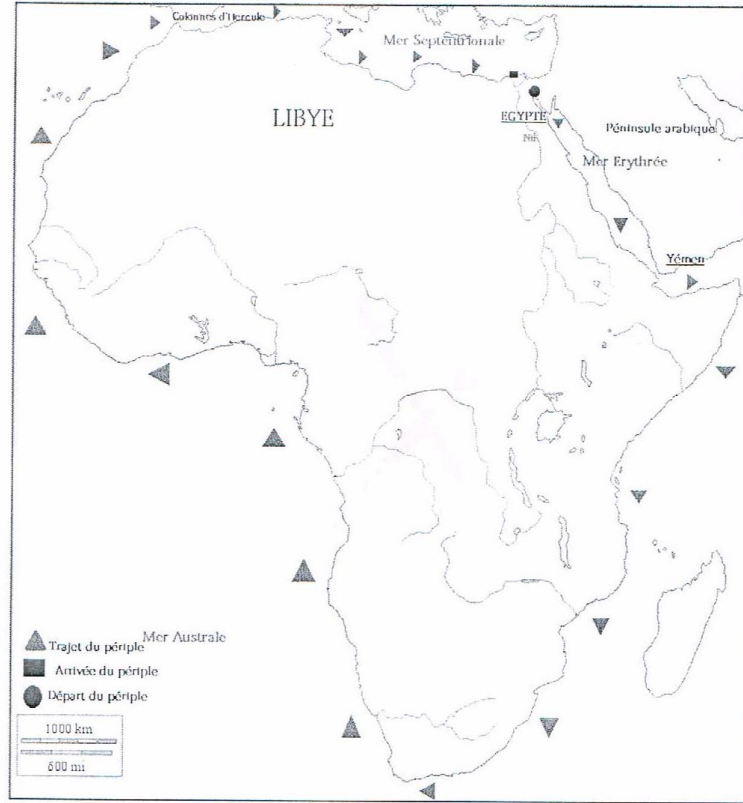 Colonnes d'Hercule
Mer Septentrionale
LIBYE
EGYPTE
Nil
Péninsule arabique
Mer Erythrée
Yémen
Mer Australe
Trajet du périple
Arrivée du périple
Départ du périple
1000 km
600 mi